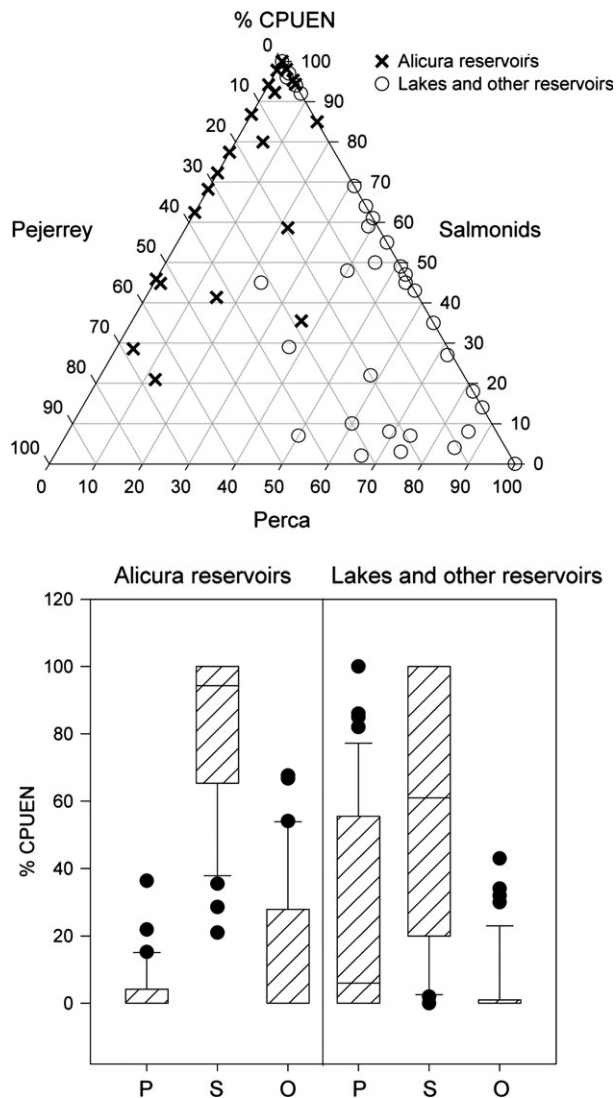 % CPUEN
Alicura reservoirs
Lakes and other reservoirs
0 100
10 90
20 80
30 70
40 60
Pejerrey Salmonids
50 50
60 40
70 30
80 20
90 10
100 0
0 10 20 30 40 50 60 70 80 90 100
Perca
Alicura reservoirs Lakes and other reservoirs
120
100
80
60
40
20
0
% CPUEN
P S O P S O